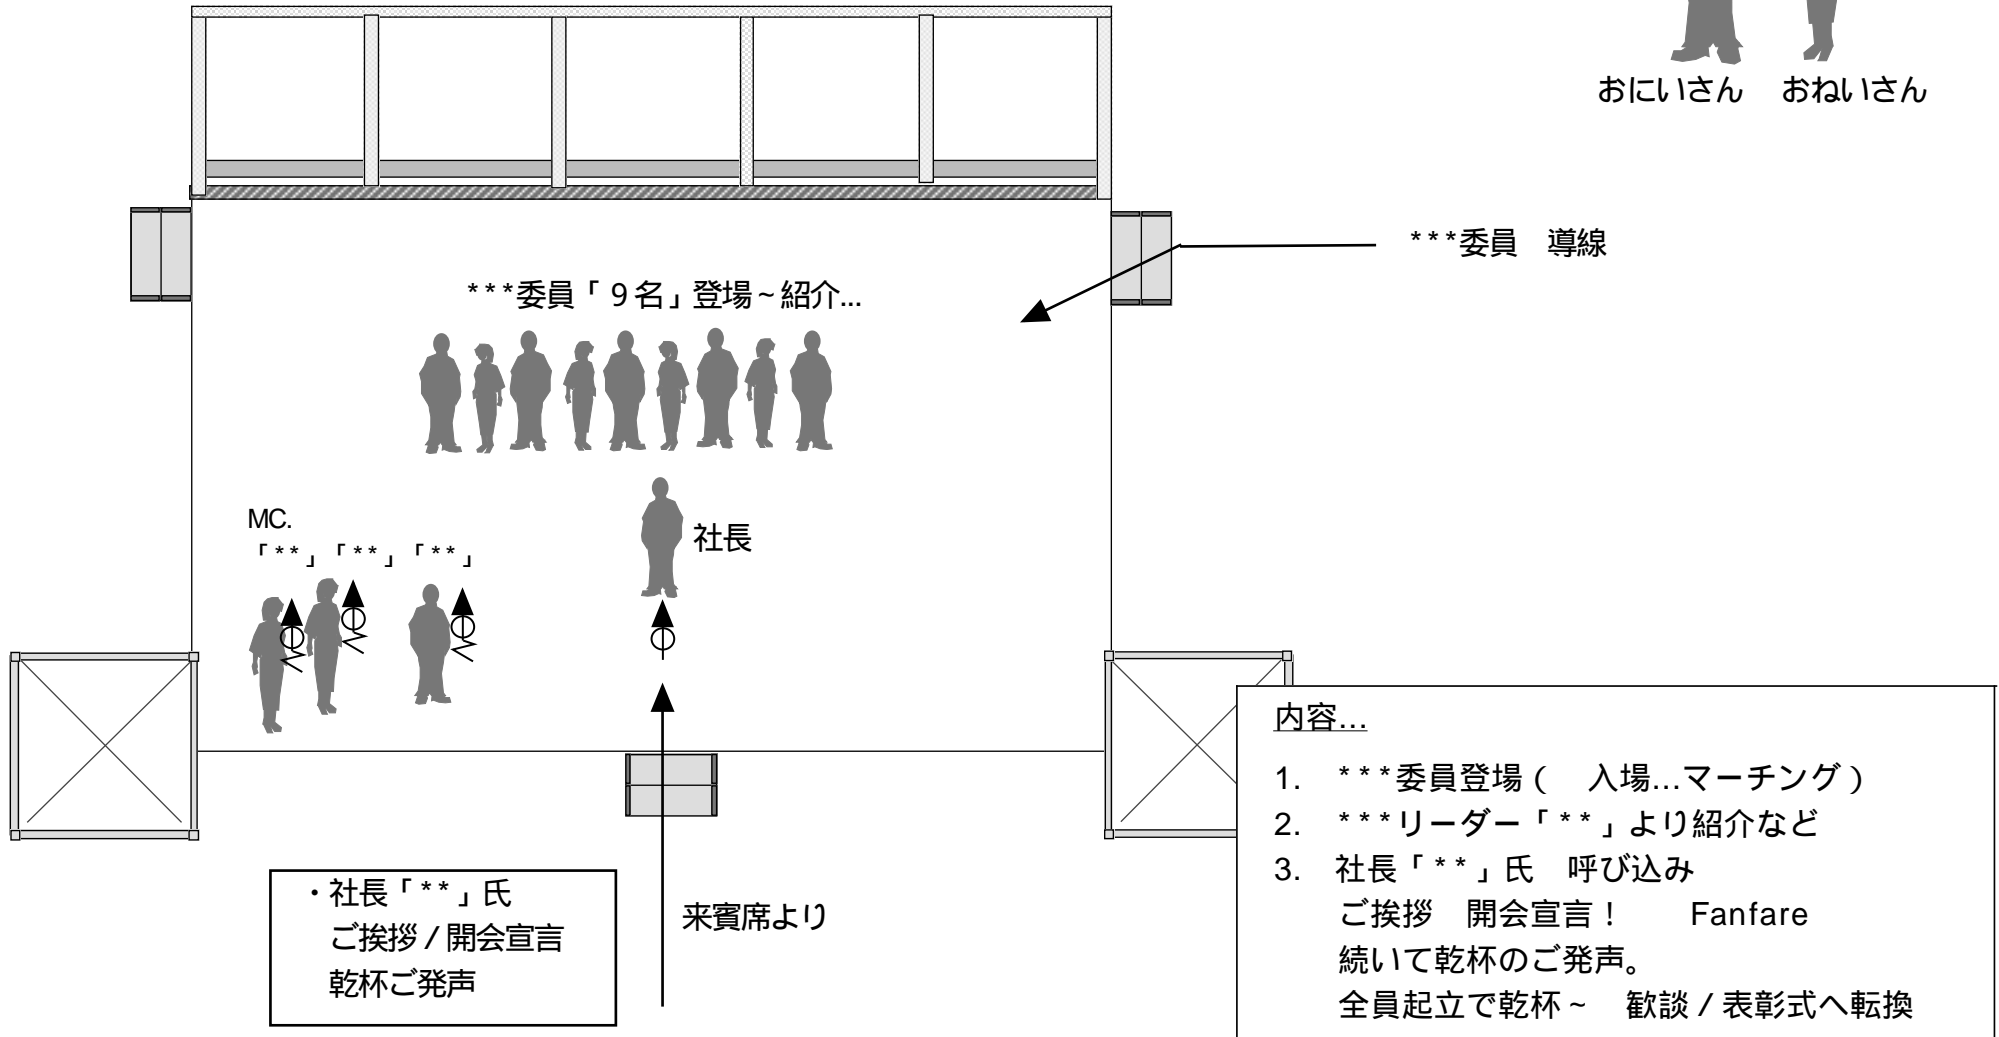 おにいさん　おねいさん
***委員　導線
***委員「９名」登場~紹介...
MC.
「**」「**」「**」
社長
・社長「**」氏
ご挨拶/開会宣言
乾杯ご発声
来賓席より
内容...
1.　***委員登場（　入場...マーチング）
2.　***リーダー「**」より紹介など
3.　社長「**」氏　呼び込み
ご挨拶　開会宣言！　Fanfare
続いて乾杯のご発声。
全員起立で乾杯~　歓談/表彰式へ転換